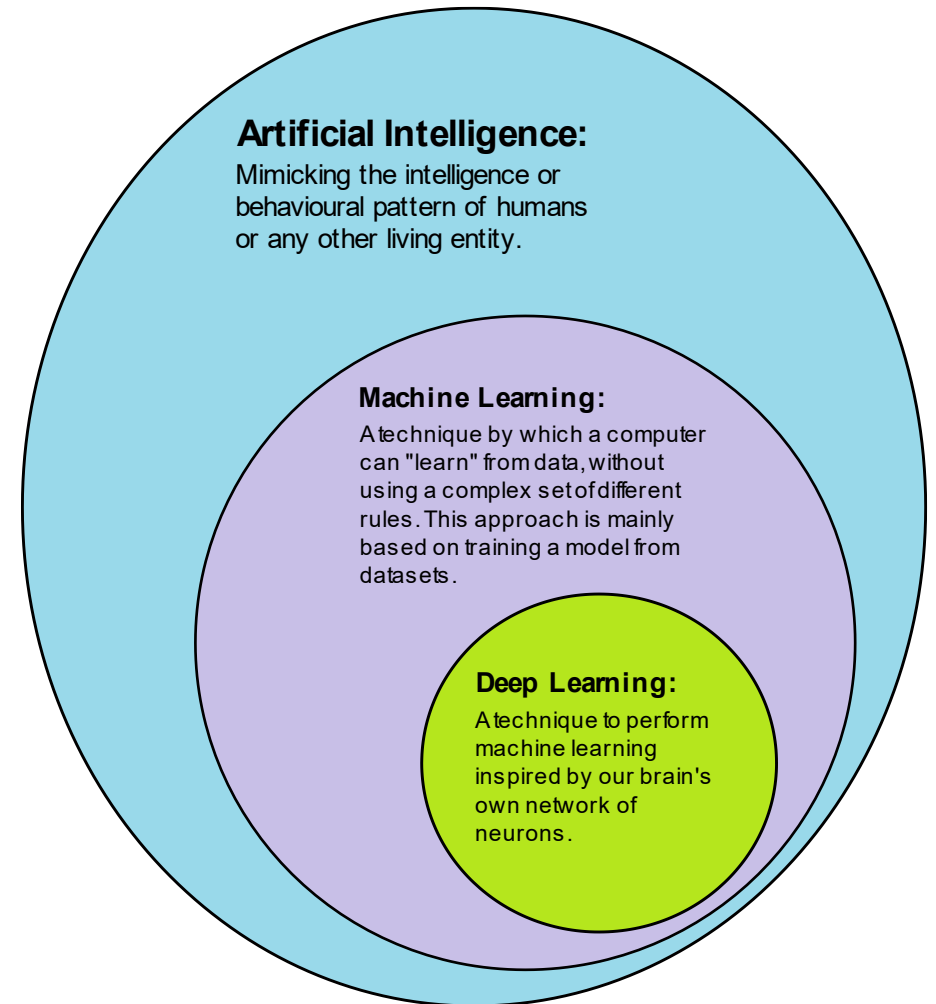 Artificial Intelligence:
Mimicking the intelligence or
behavioural pattern of humans
or any other living entity.
Machine Learning:
A technique by which a computer
can "learn" from data, without
using a complex set of different
rules. This approach is mainly
based on training a model from
datasets.
Deep Learning:
A technique to perform
machine learning
inspired by our brain's
own network of
neurons.